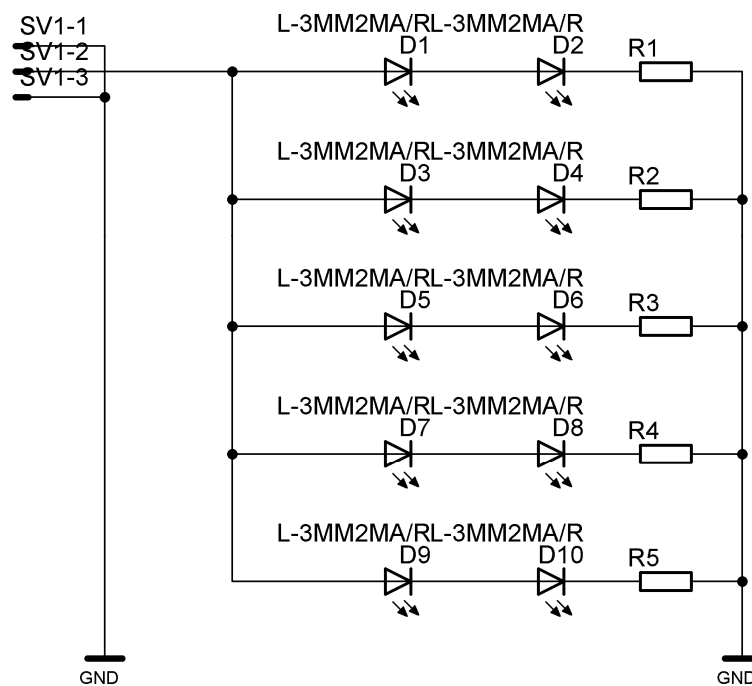 SV1-1
SV1-2
SV1-3
L-3MM2MA/RL-3MM2MA/R
D1 D2 R1
L-3MM2MA/RL-3MM2MA/R
D3 D4 R2
L-3MM2MA/RL-3MM2MA/R
D5 D6 R3
L-3MM2MA/RL-3MM2MA/R
D7 D8 R4
L-3MM2MA/RL-3MM2MA/R
D9 D10 R5
GND GND